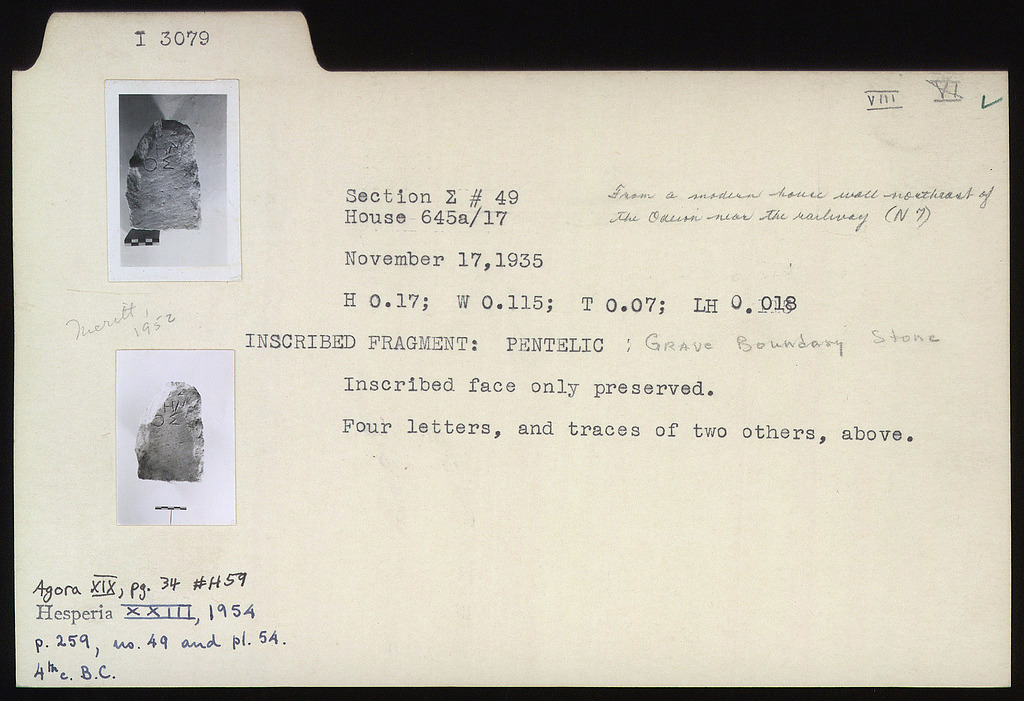 I 3079
VIII VI ✓
Section Σ # 49
House 645a/17
From a modern house wall northeast of
the Odeion near the railway (N 7)
November 17,1935
H 0.17; W 0.115; T 0.07; LH 0.018
Meritt,
1952
INSCRIBED FRAGMENT: PENTELIC ; Grave Boundary Stone
Inscribed face only preserved.
Four letters, and traces of two others, above.
Agora XIX, pg. 34 #H59
Hesperia XXIII, 1954
p. 259, no. 49 and pl. 54.
4th c. B.C.